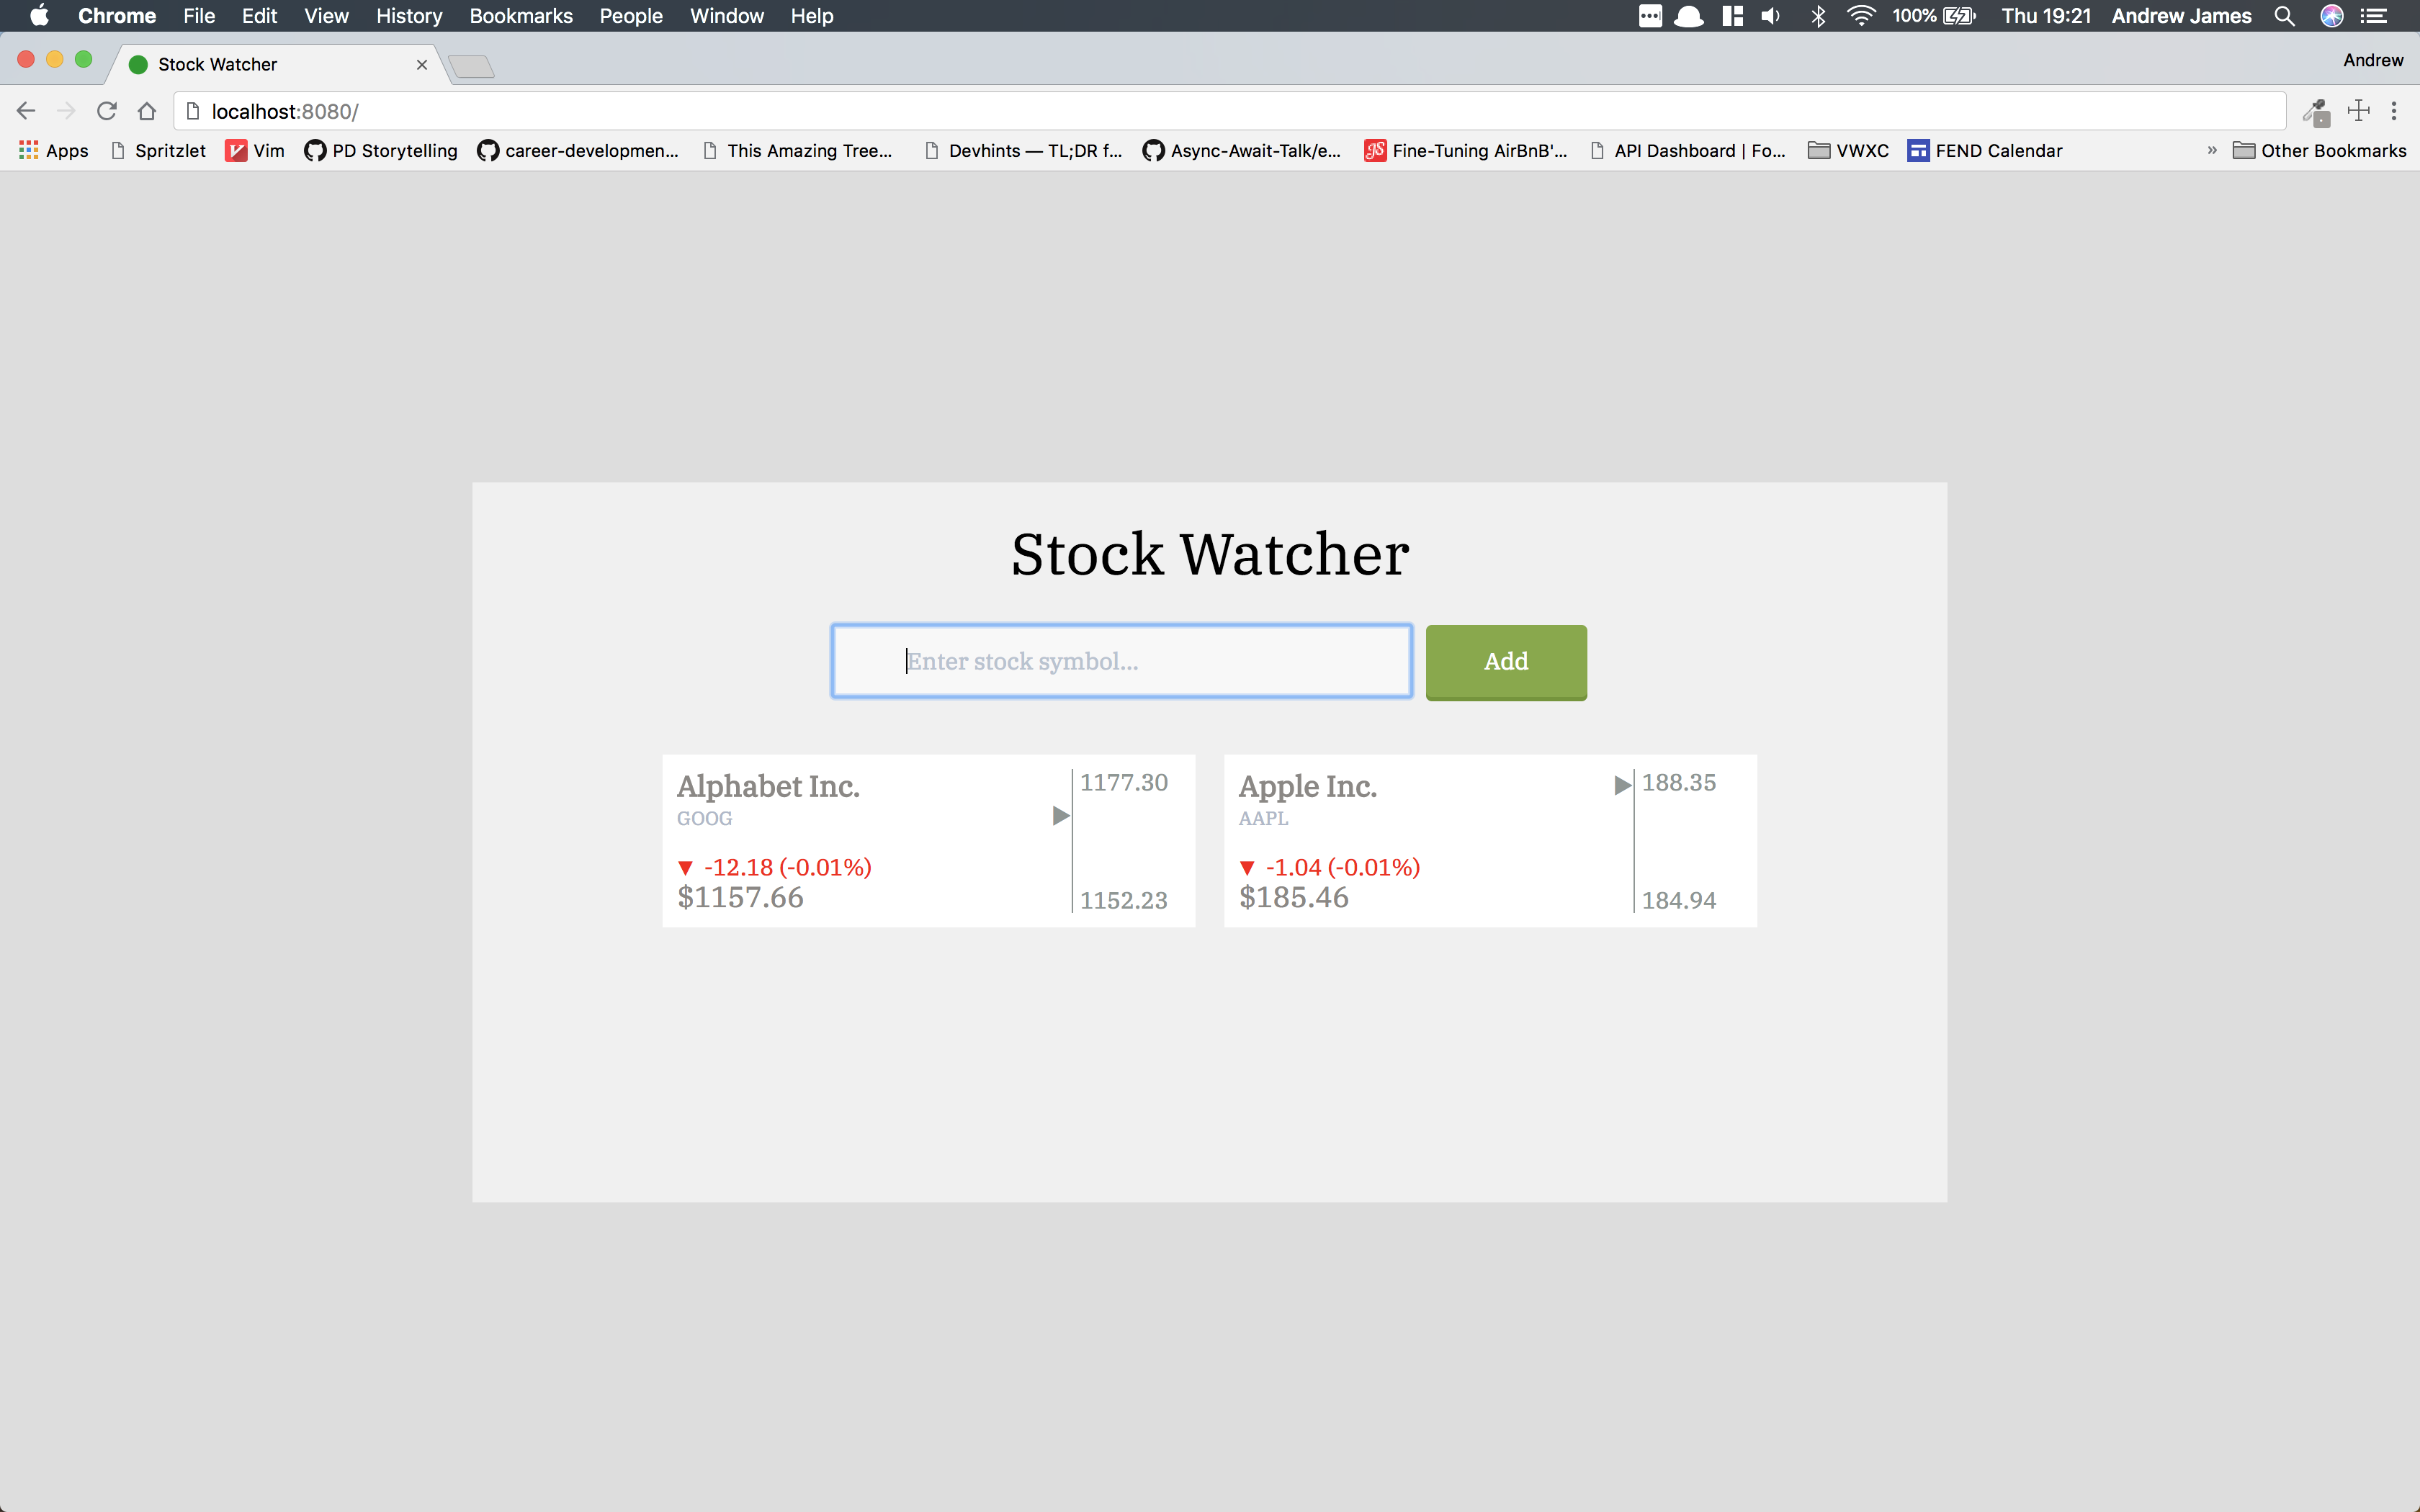 Chrome File Edit View History Bookmarks People Window Help 100% Thu 19:21 Andrew James
Stock Watcher Andrew
localhost:8080/
Apps Spritzlet Vim PD Storytelling career-developmen... This Amazing Tree... Devhints — TL;DR f... Async-Await-Talk/e... JS Fine-Tuning AirBnB'... API Dashboard | Fo... VWXC FEND Calendar » Other Bookmarks
Stock Watcher
Enter stock symbol... Add
Alphabet Inc.
GOOG
▼ -12.18 (-0.01%)
$1157.66
1177.30
1152.23
Apple Inc.
AAPL
▼ -1.04 (-0.01%)
$185.46
188.35
184.94